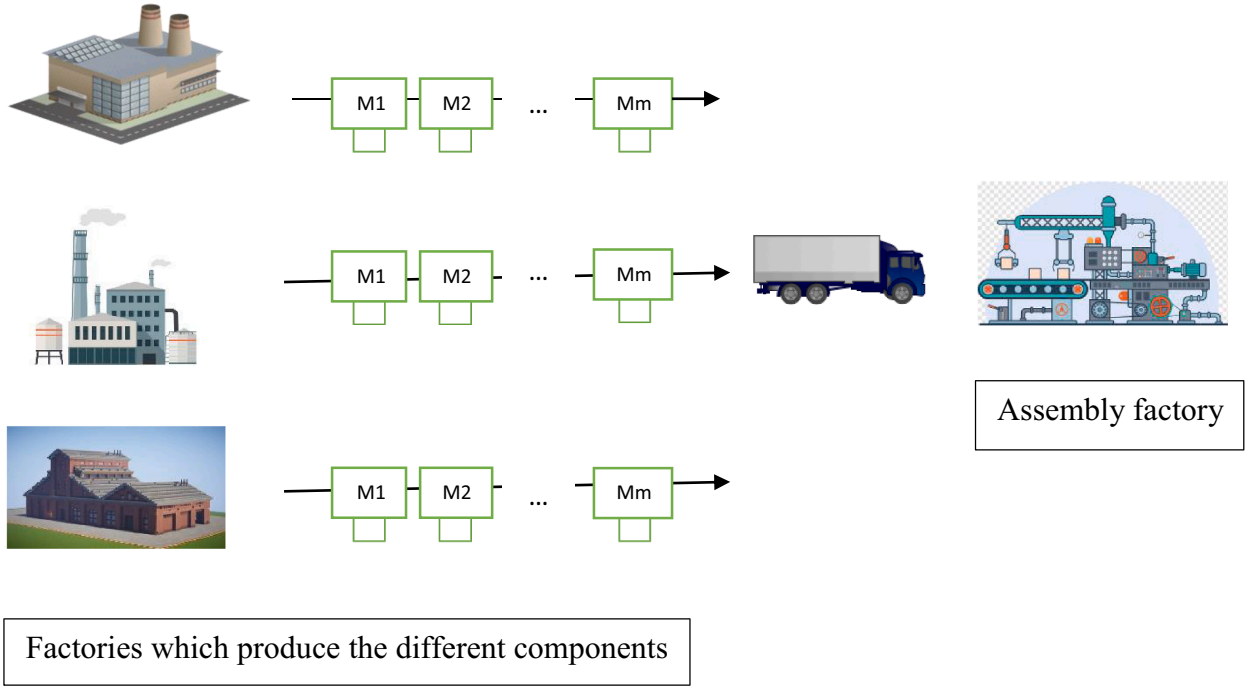 M1 M2 ... Mm
M1 M2 ... Mm
Assembly factory
M1 M2 ... Mm
Factories which produce the different components